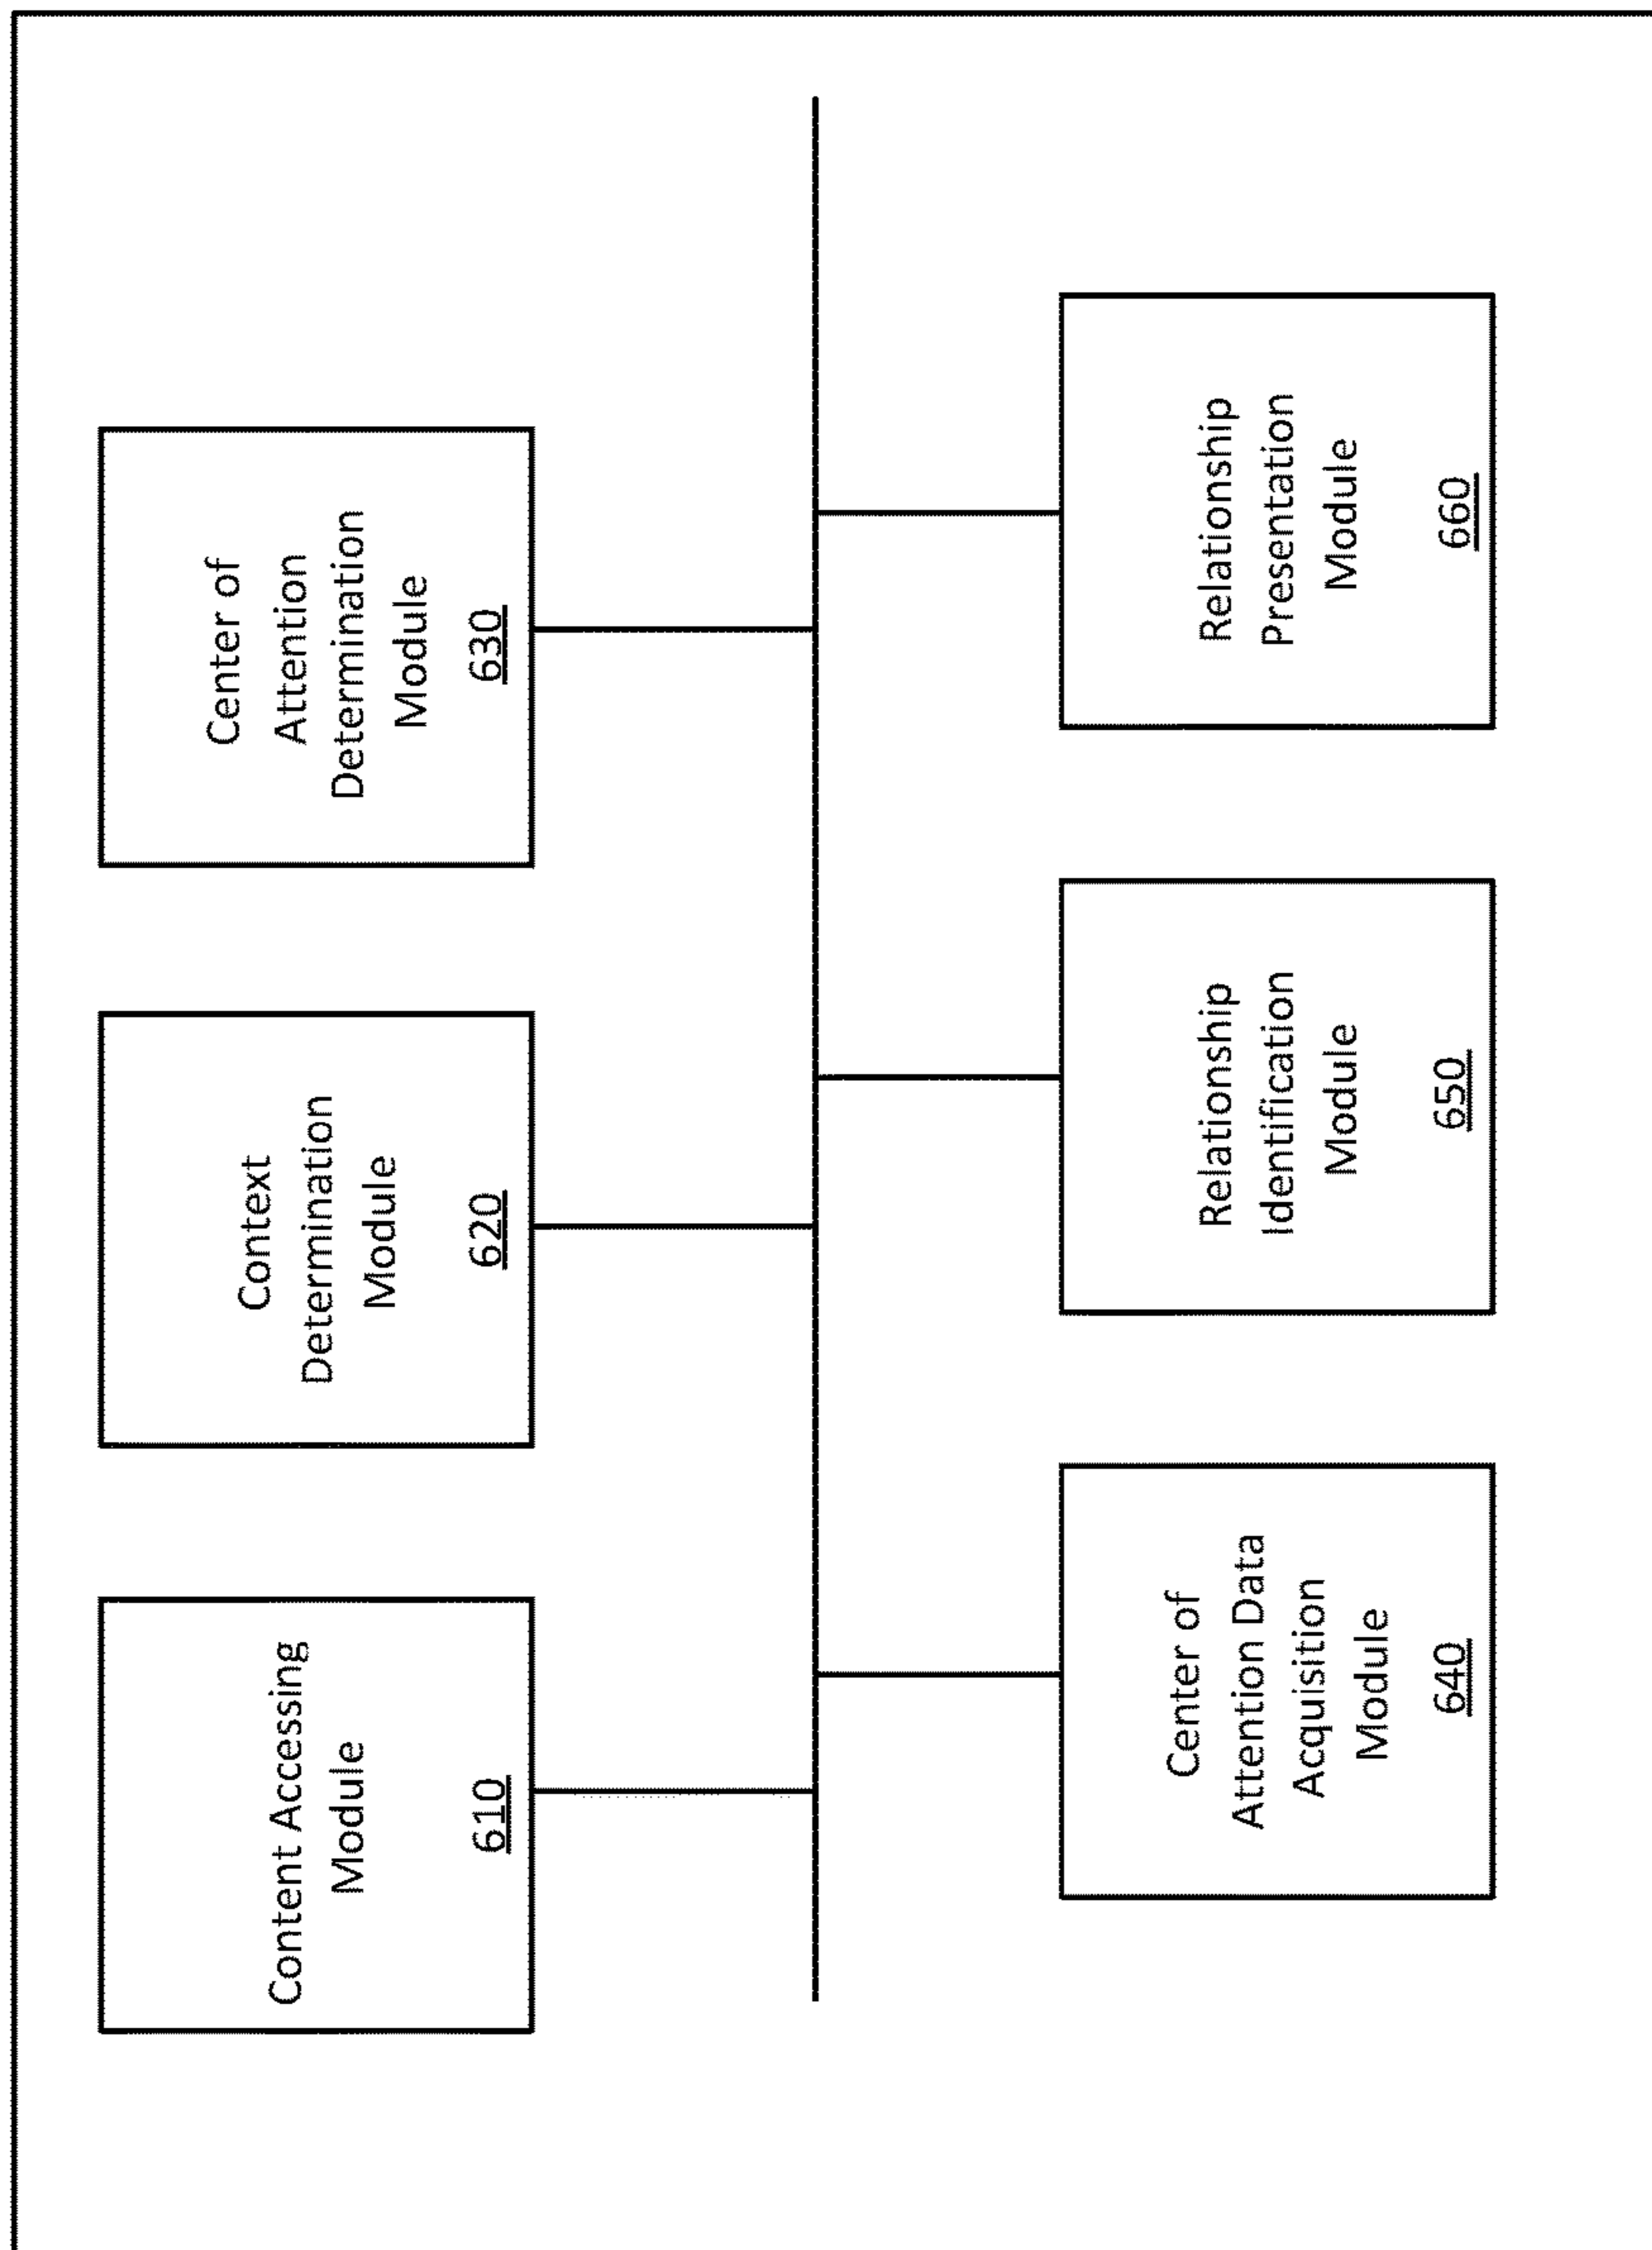 Content Accessing
Module
610
Context
Determination
Module
620
Center of
Attention
Determination
Module
630
Center of
Attention Data
Acquisition
Module
640
Relationship
Identification
Module
650
Relationship
Presentation
Module
660